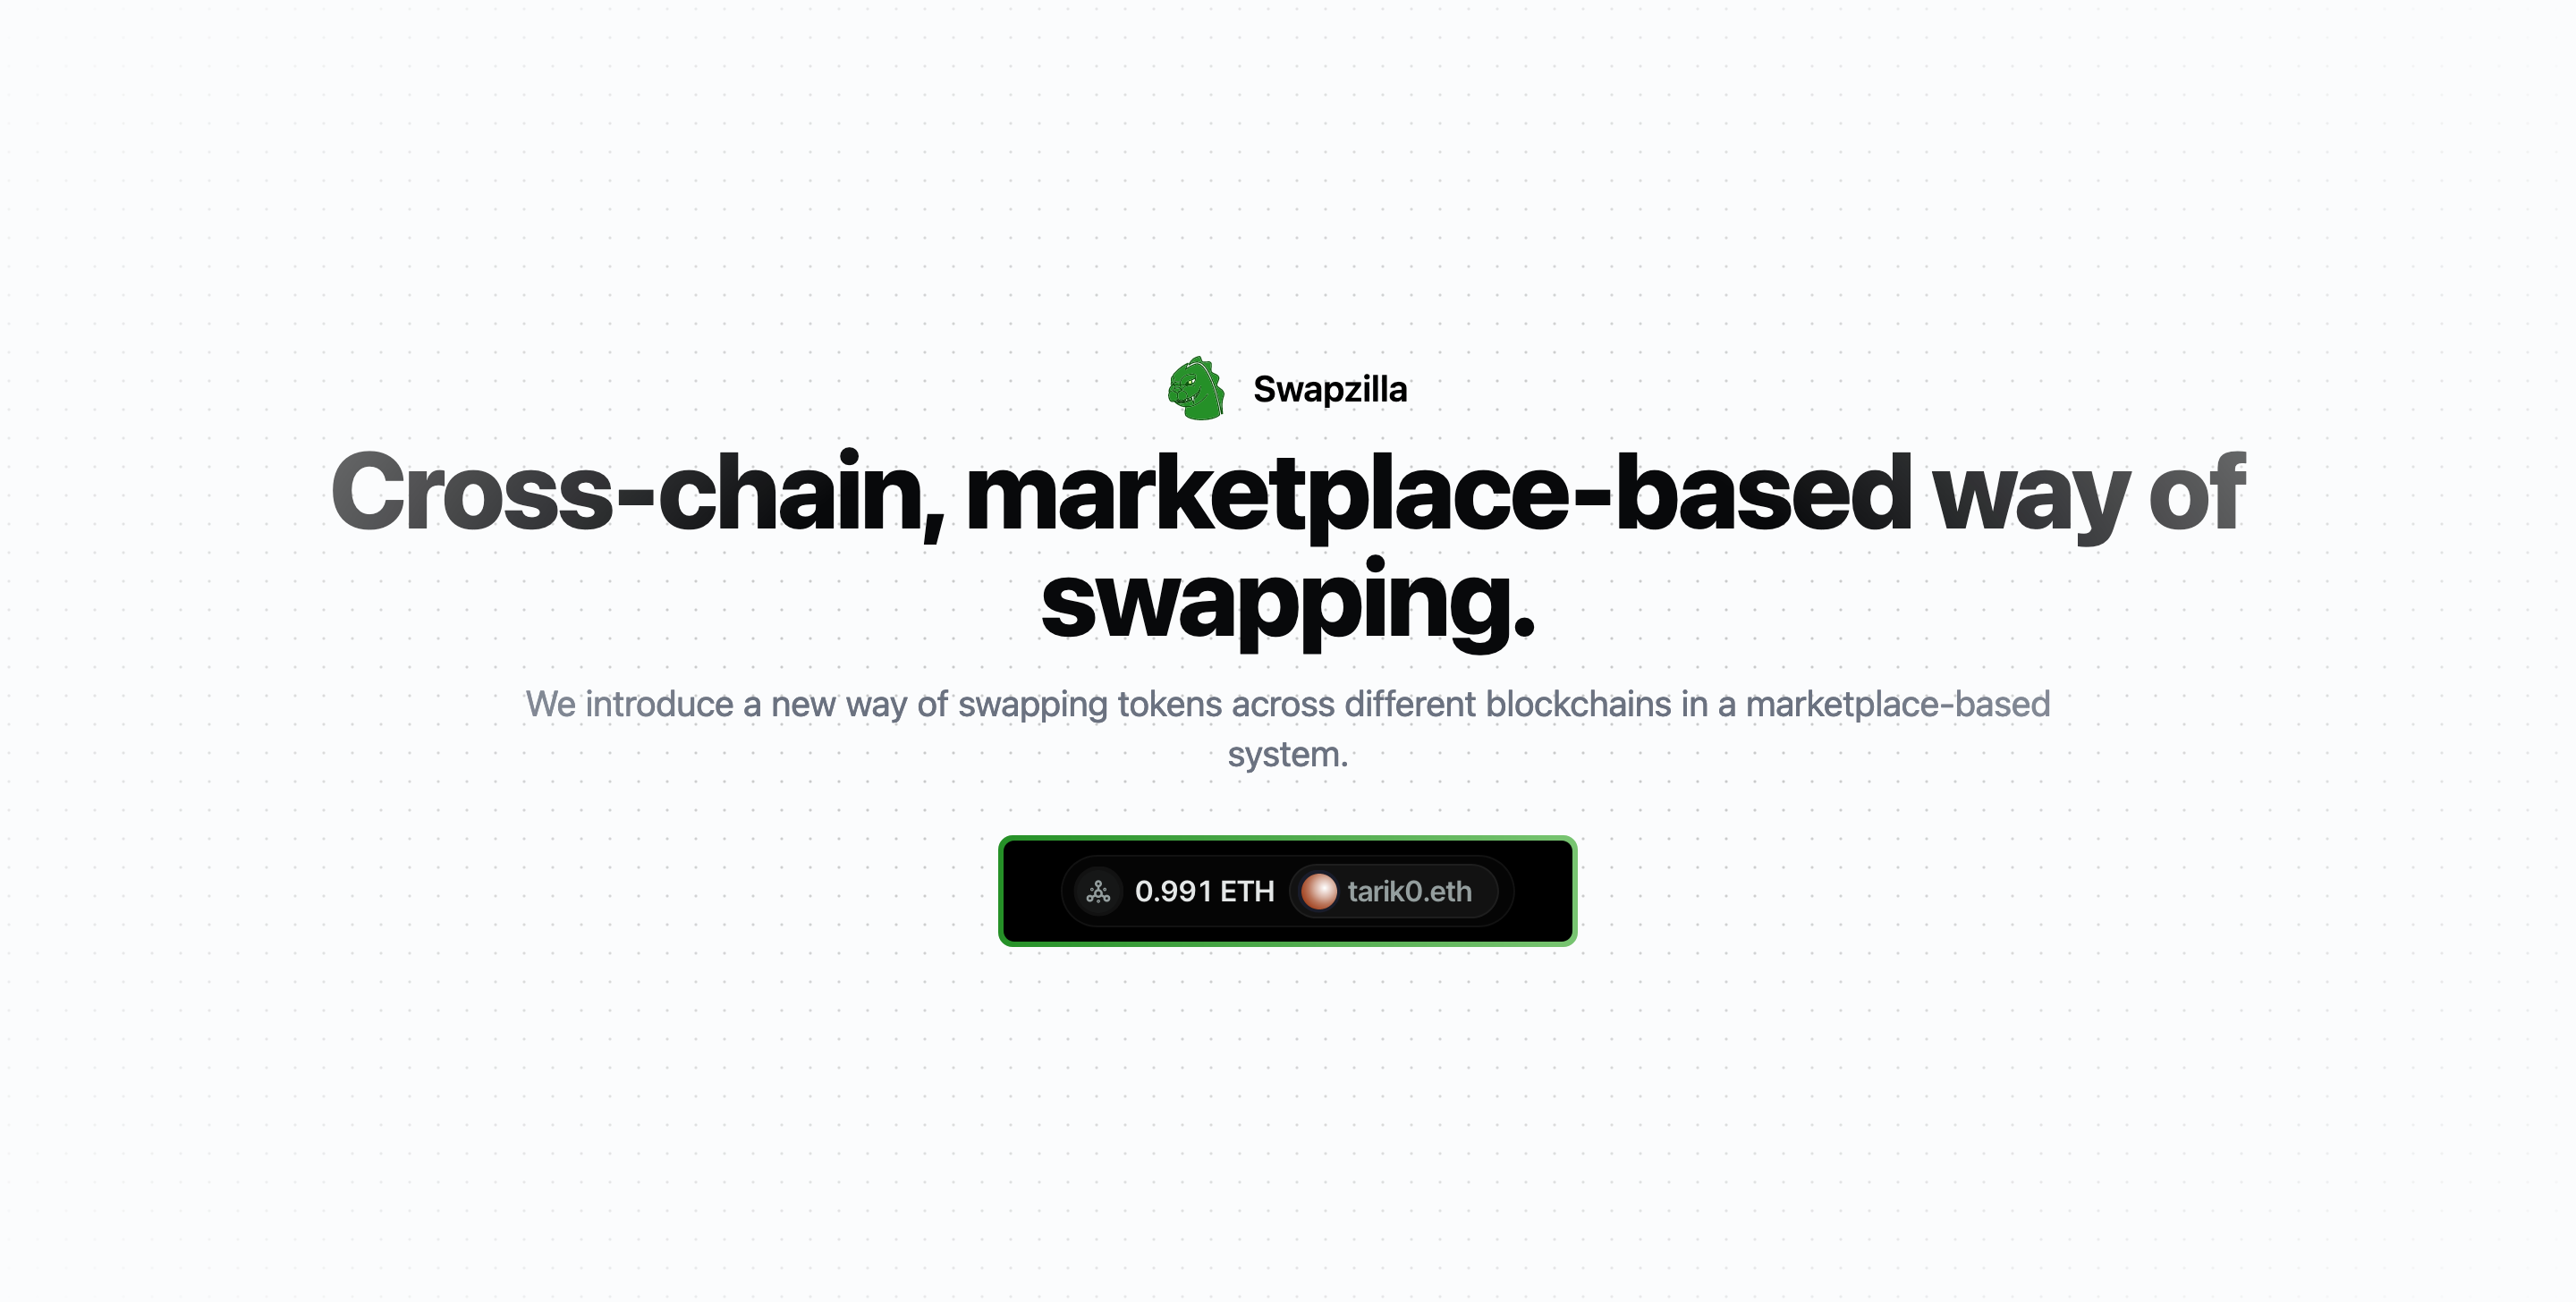 Swapzilla
Cross-chain, marketplace-based way of
swapping.
We introduce a new way of swapping tokens across different blockchains in a marketplace-based
system.
0.991 ETH tarik0.eth